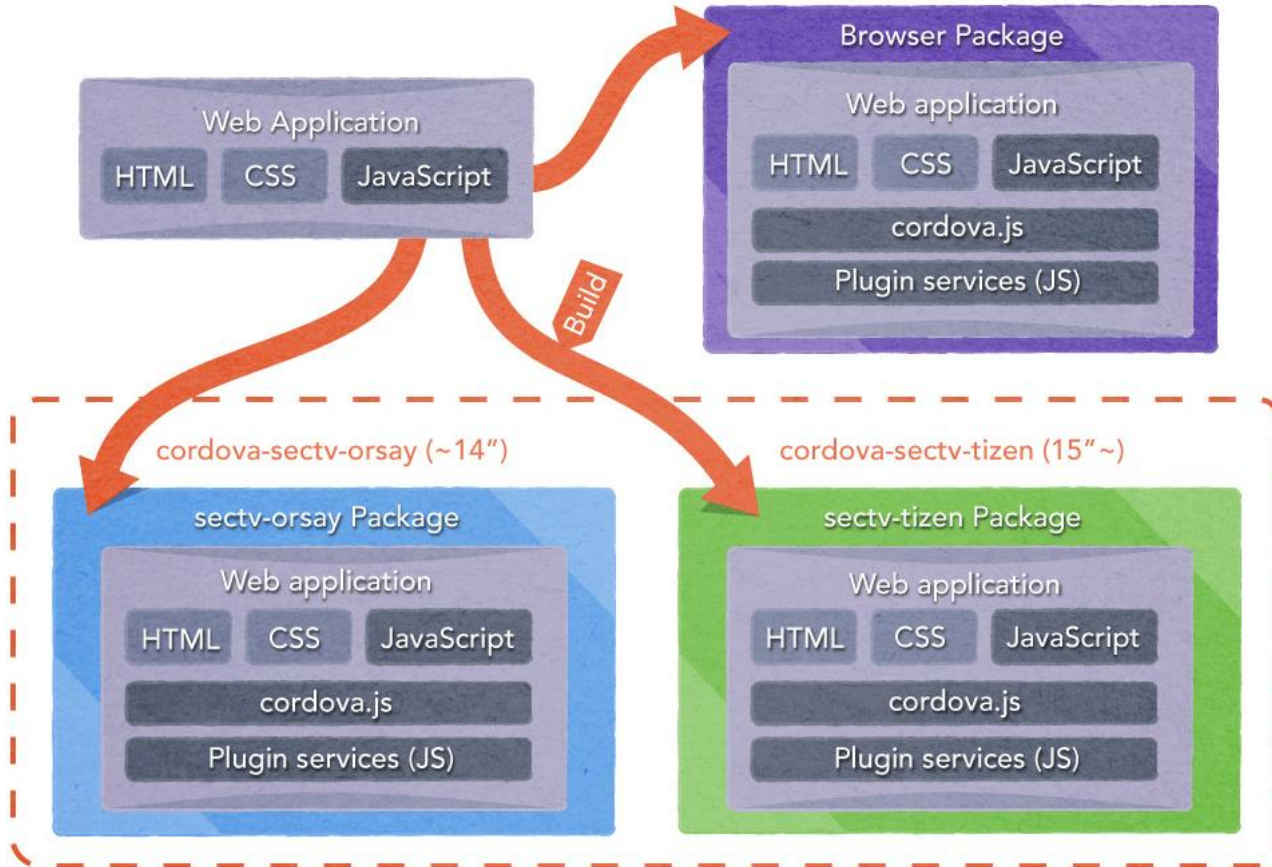 Web Application
HTML CSS JavaScript
Browser Package
Web application
HTML CSS JavaScript
cordova.js
Plugin services (JS)
Build
cordova-sectv-orsay (~14”)
sectv-orsay Package
Web application
HTML CSS JavaScript
cordova.js
Plugin services (JS)
cordova-sectv-tizen (15”~)
sectv-tizen Package
Web application
HTML CSS JavaScript
cordova.js
Plugin services (JS)